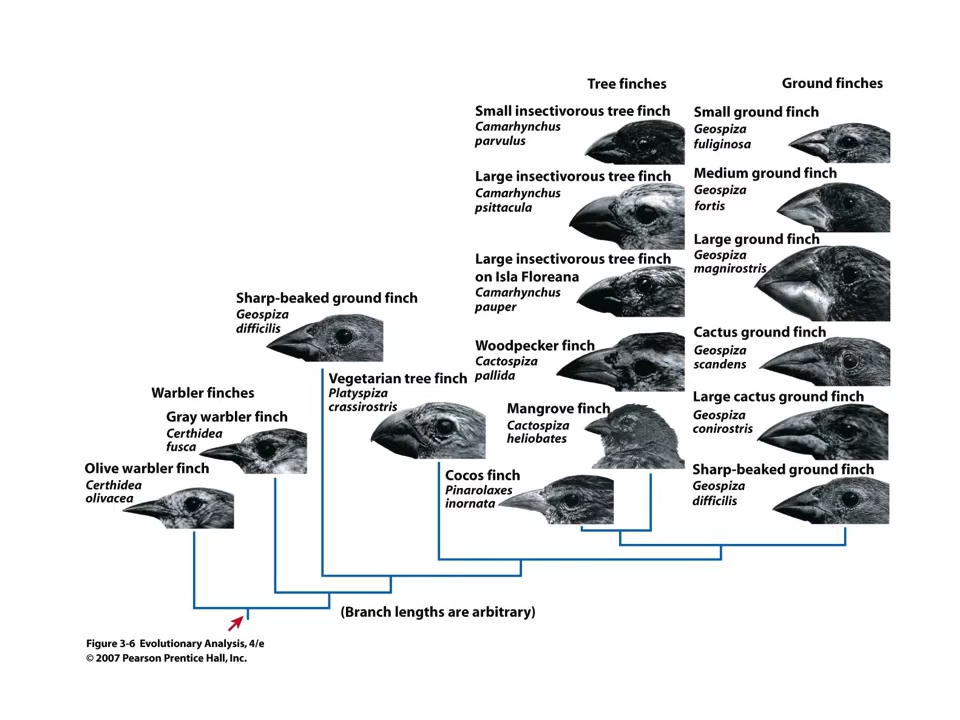 Tree finches
Ground finches
Small insectivorous tree finch
Camarhynchus
parvulus
Large insectivorous tree finch
Camarhynchus
psittacula
Large insectivorous tree finch
on Isla Floreana
Camarhynchus
pauper
Woodpecker finch
Cactospiza
pallida
Mangrove finch
Cactospiza
heliobates
Cocos finch
Pinarolaxes
inornata
Small ground finch
Geospiza
fuliginosa
Medium ground finch
Geospiza
fortis
Large ground finch
Geospiza
magnirostris
Cactus ground finch
Geospiza
scandens
Large cactus ground finch
Geospiza
conirostris
Sharp-beaked ground finch
Geospiza
difficilis
Sharp-beaked ground finch
Geospiza
difficilis
Vegetarian tree finch
Platyspiza
crassirostris
Warbler finches
Gray warbler finch
Certhidea
fusca
Olive warbler finch
Certhidea
olivacea
(Branch lengths are arbitrary)
Figure 3-6 Evolutionary Analysis, 4/e
© 2007 Pearson Prentice Hall, Inc.